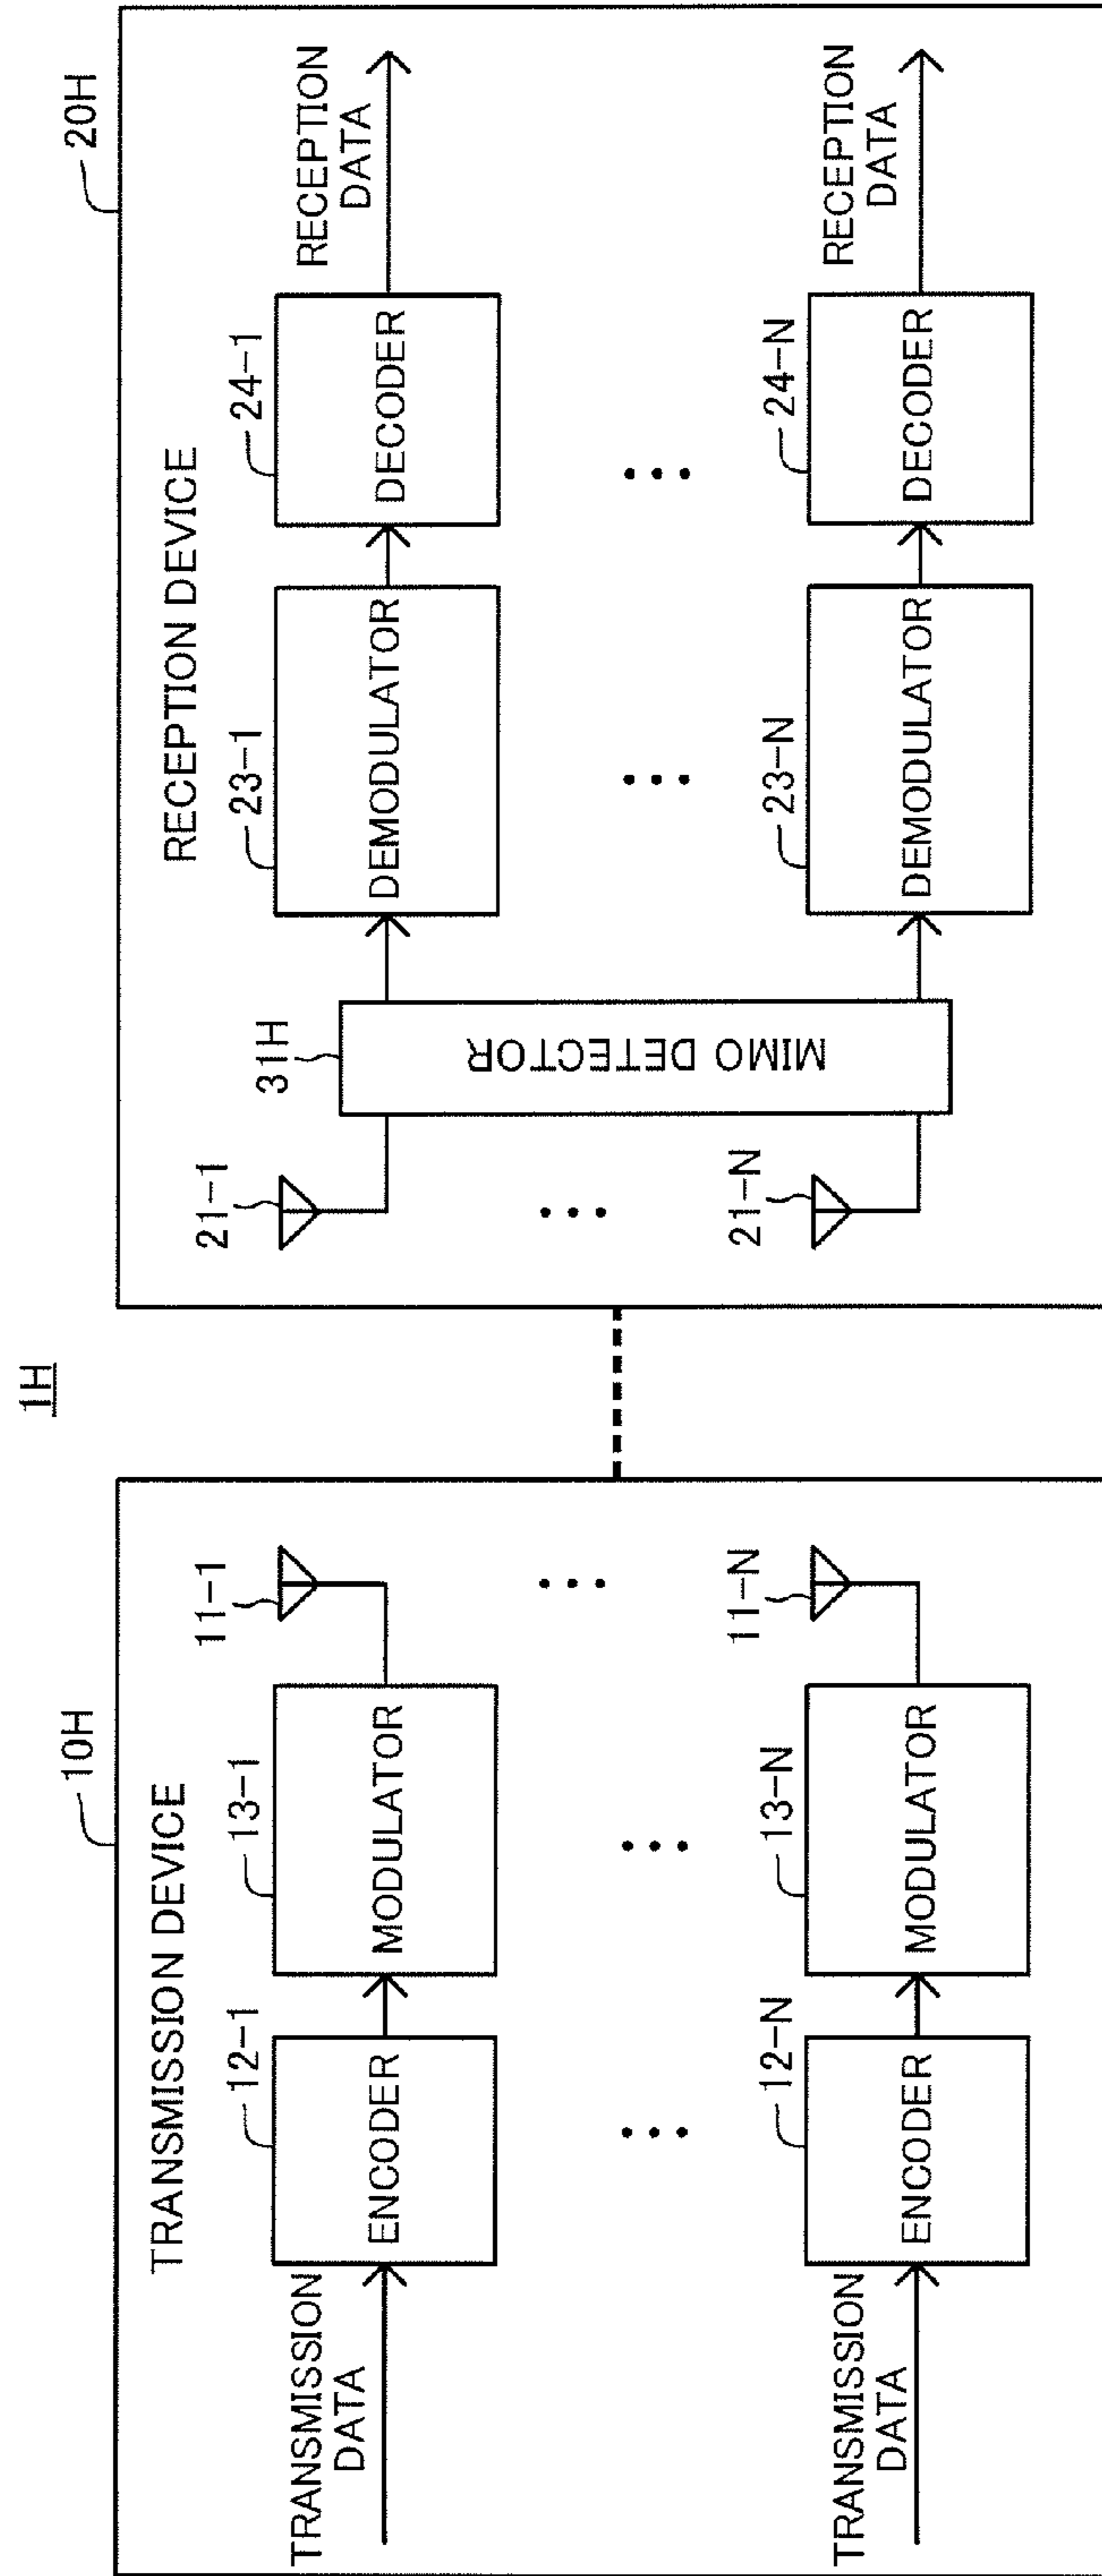 1H
10H
TRANSMISSION DEVICE
TRANSMISSION
DATA
12-1
ENCODER
13-1
MODULATOR
11-1
...
...
...
TRANSMISSION
DATA
12-N
ENCODER
13-N
MODULATOR
11-N
20H
RECEPTION DEVICE
21-1
31H
MIMO DETECTOR
23-1
DEMODULATOR
24-1
DECODER
RECEPTION
DATA
...
...
...
21-N
23-N
DEMODULATOR
24-N
DECODER
RECEPTION
DATA